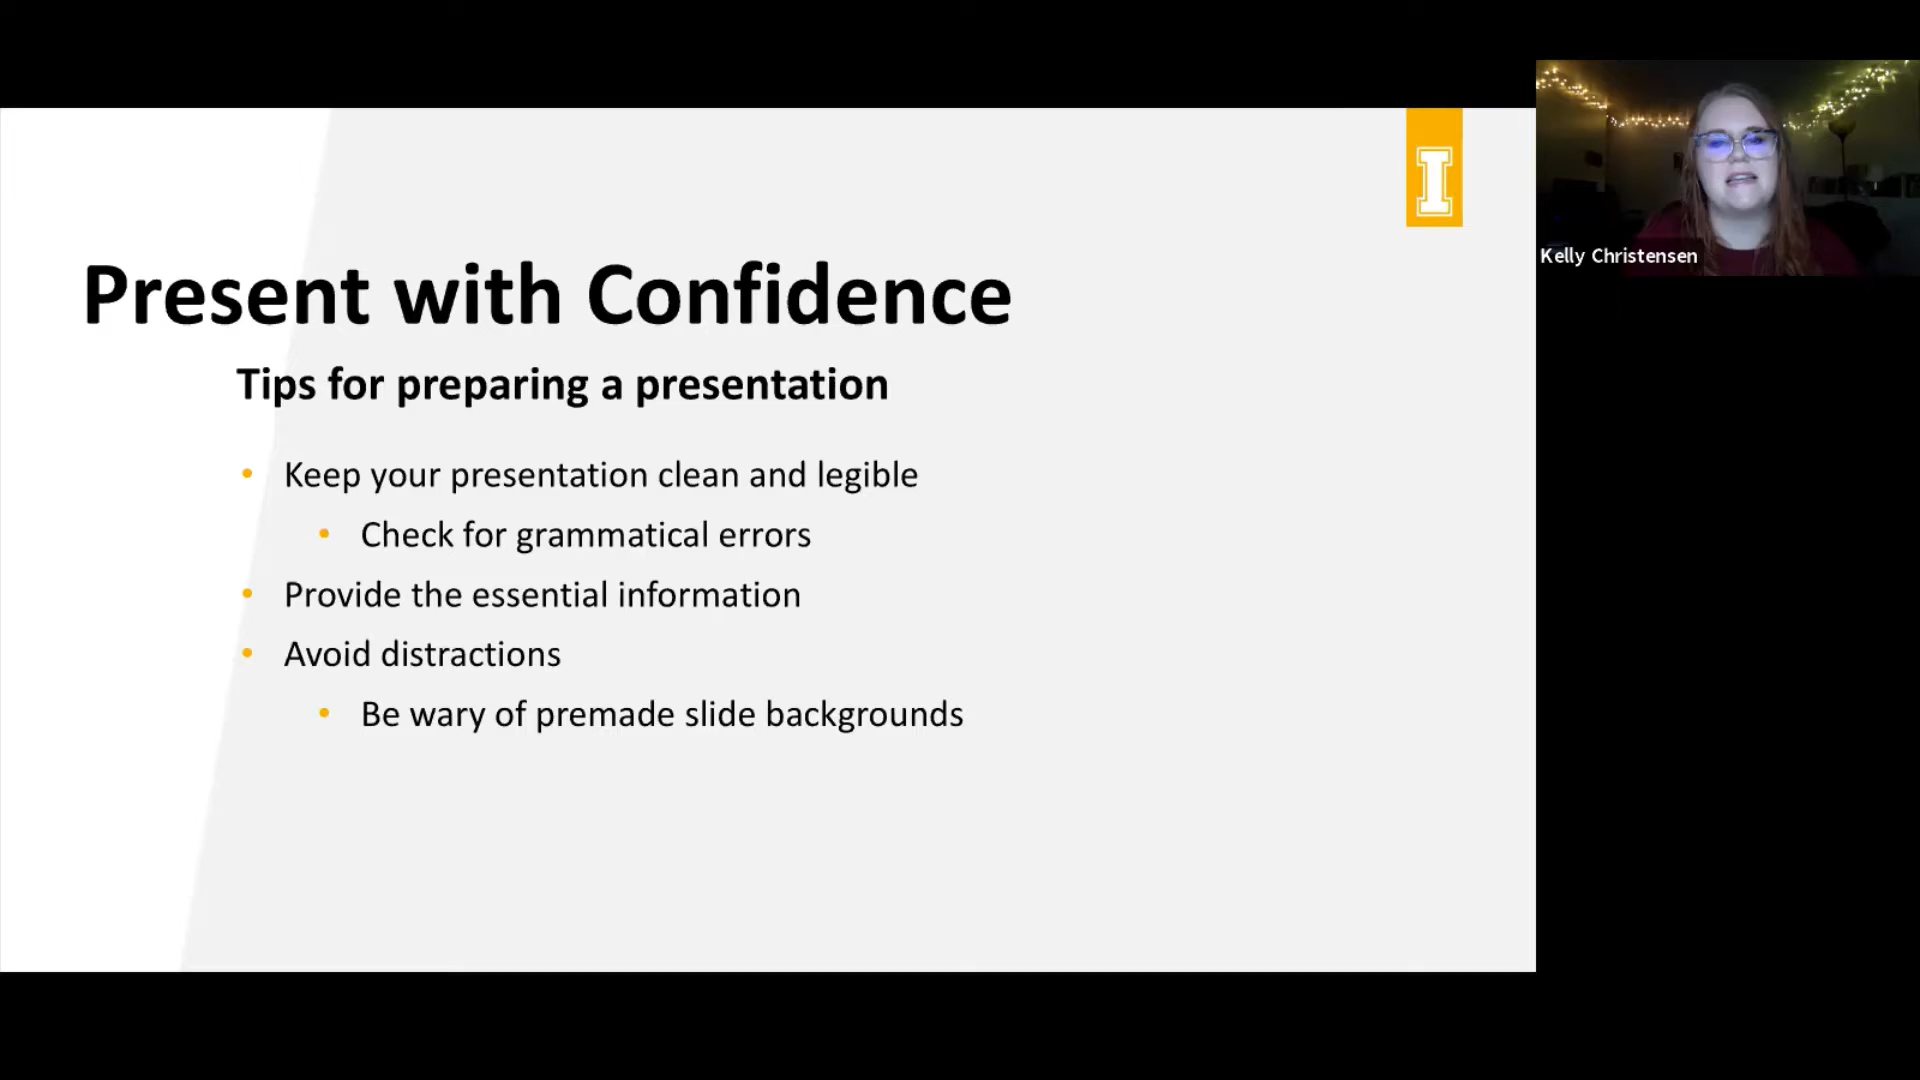 I
Present with Confidence
Tips for preparing a presentation
• Keep your presentation clean and legible
• Check for grammatical errors
• Provide the essential information
• Avoid distractions
• Be wary of premade slide backgrounds
Kelly Christensen